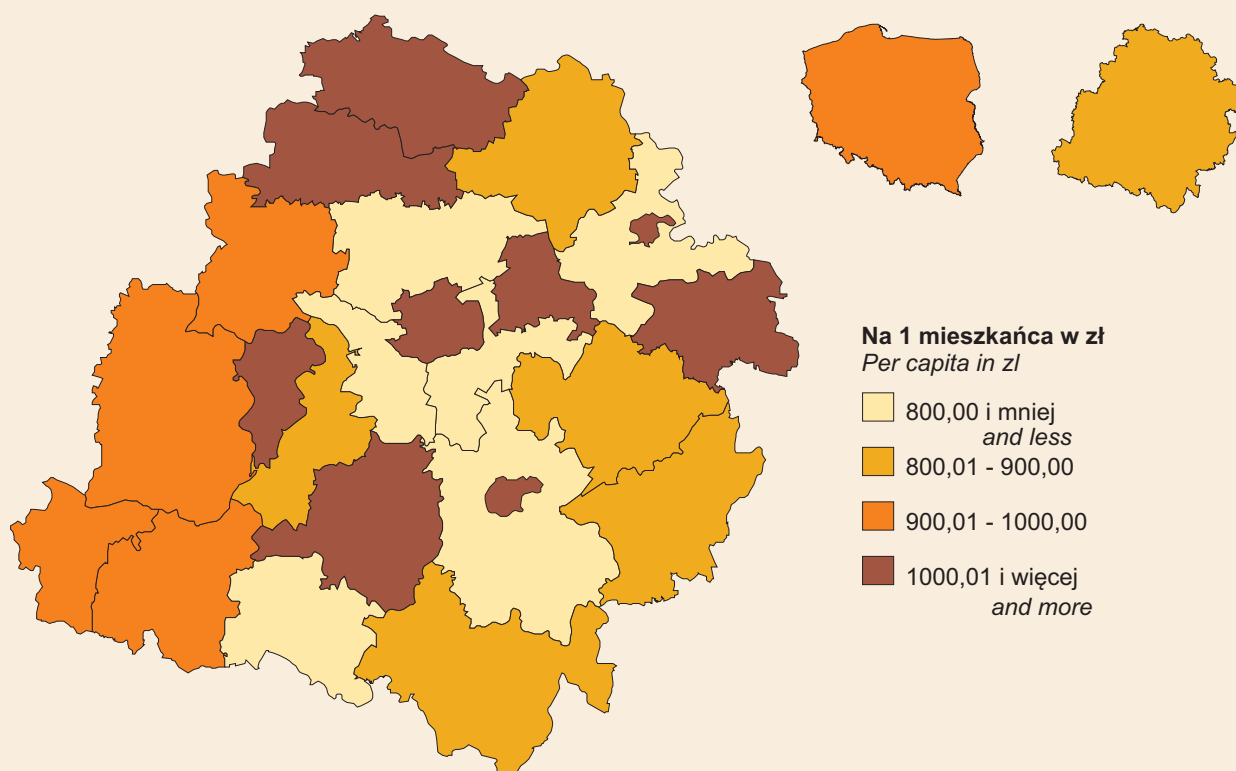 Na 1 mieszkańca w zł
Per capita in zl
800,00 i mniej
and less
800,01 - 900,00
900,01 - 1000,00
1000,01 i więcej
and more